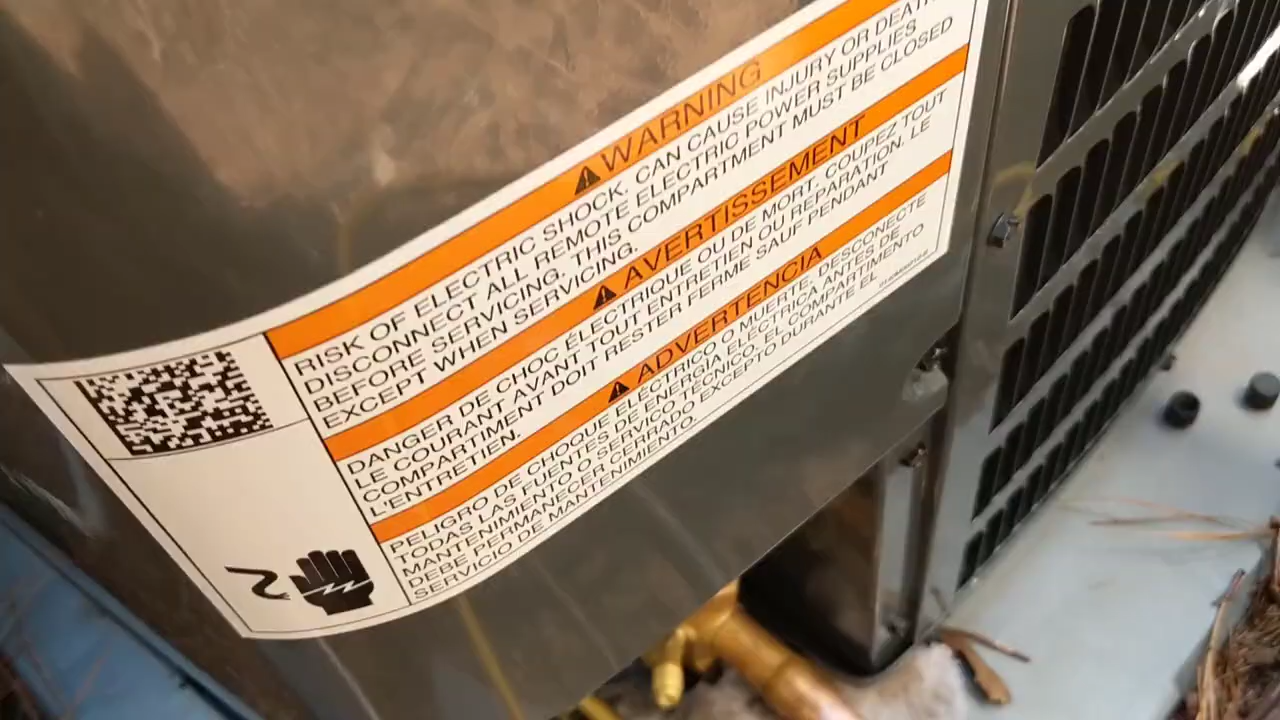 WARNING
RISK OF ELECTRIC SHOCK. CAN CAUSE INJURY OR DEATH
DISCONNECT ALL REMOTE ELECTRIC POWER SUPPLIES
BEFORE SERVICING. THIS COMPARTMENT MUST BE CLOSED
EXCEPT WHEN SERVICING.
AVERTISSEMENT
DANGER DE CHOC ÉLECTRIQUE OU DE MORT. COUPEZ TOUT
LE COURANT AVANT TOUT ENTRETIEN OU RÉPARATION. LE
COMPARTIMENT DOIT RESTER FERME SAUF PENDANT
L'ENTRETIEN.
ADVERTENCIA
PELIGRO DE CHOQUE ELÉCTRICO O MUERTE. DESCONECTE
TODAS LAS FUENTES DE ENERGÍA ELÉCTRICA ANTES DE
MANTENIMIENTO O SERVICO TÉCNICO, EL COMPARTIMENTO
DEBE PERMANECER CERRADO EXCEPTO DURANTE EL
SERVICIO DE MANTENIMIENTO.